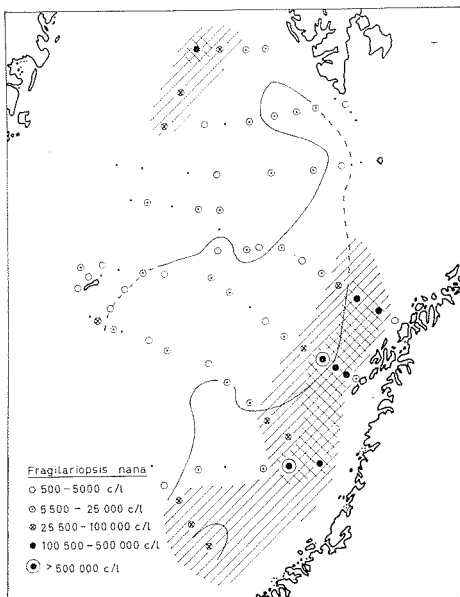 Fragilariopsis nana
500-5000 c/l
5 500 - 25 000 c/l
25 500-100 000 c/l
100 500-500 000 c/l
> 500 000 c/l